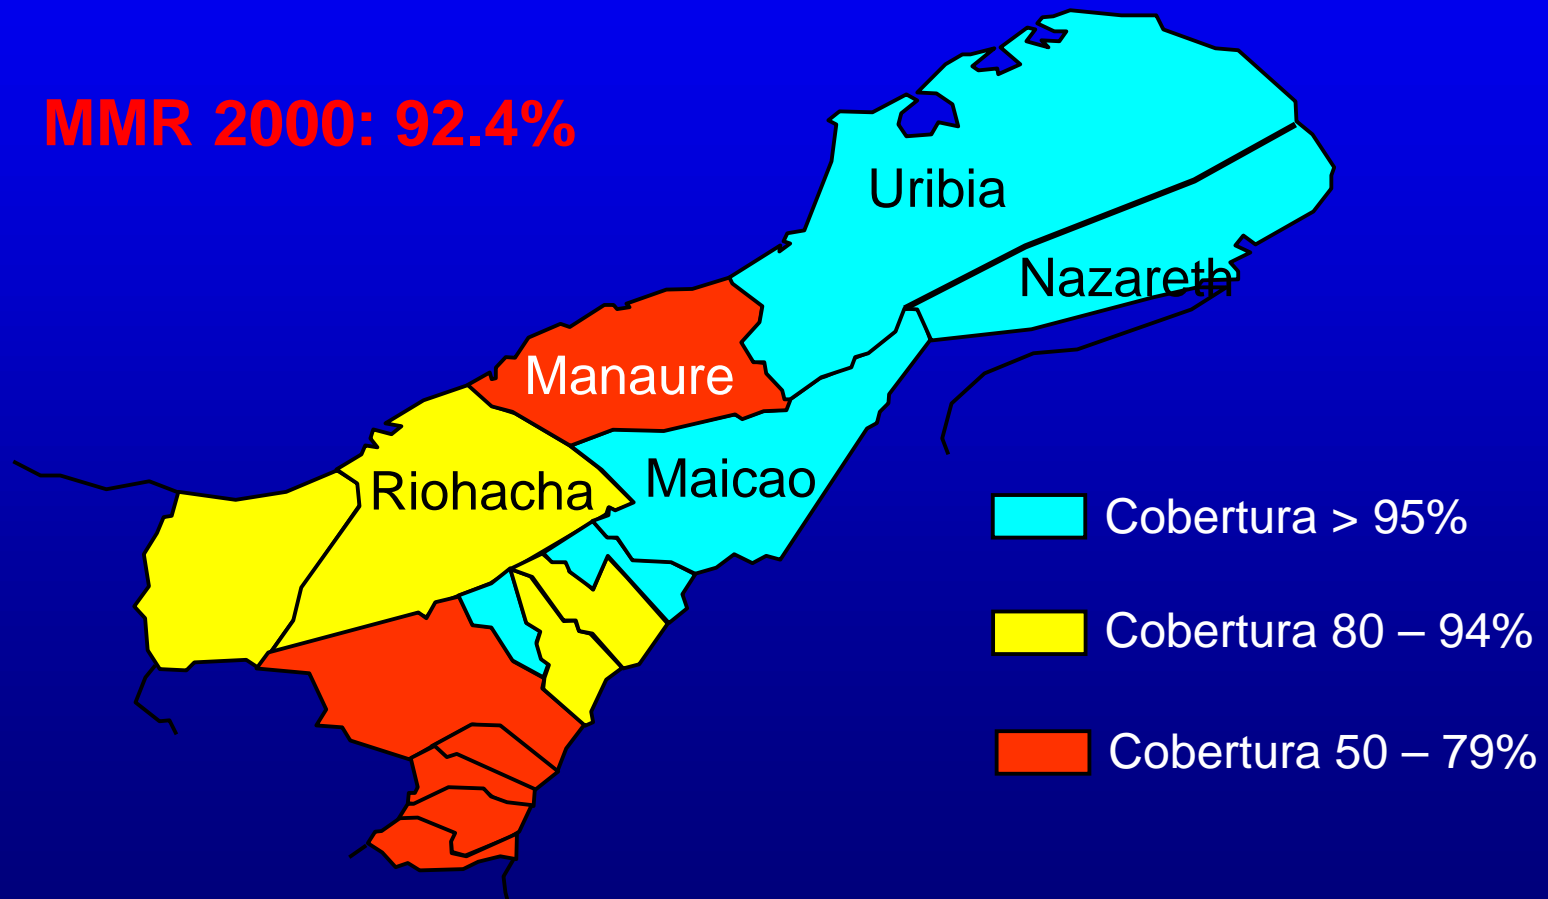 MMR 2000: 92.4%
Uribia
Nazareth
Manaure
Maicao
Riohacha
Cobertura > 95%
Cobertura 80 – 94%
Cobertura 50 – 79%